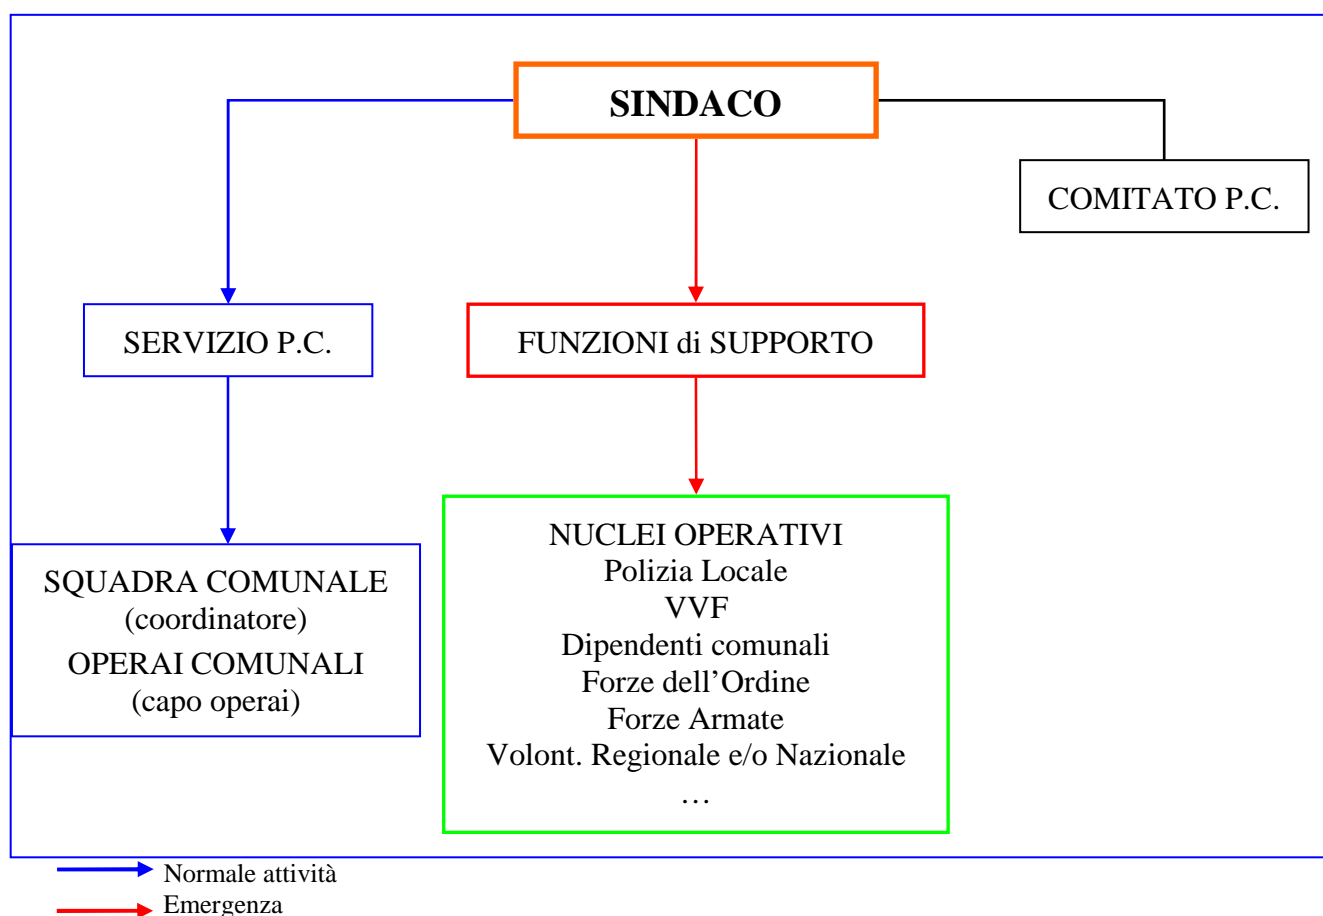 SINDACO
COMITATO P.C.
SERVIZIO P.C.
FUNZIONI di SUPPORTO
SQUADRA COMUNALE
(coordinatore)
OPERAI COMUNALI
(capo operai)
NUCLEI OPERATIVI
Polizia Locale
VVF
Dipendenti comunali
Forze dell’Ordine
Forze Armate
Volont. Regionale e/o Nazionale
…
Normale attività
Emergenza